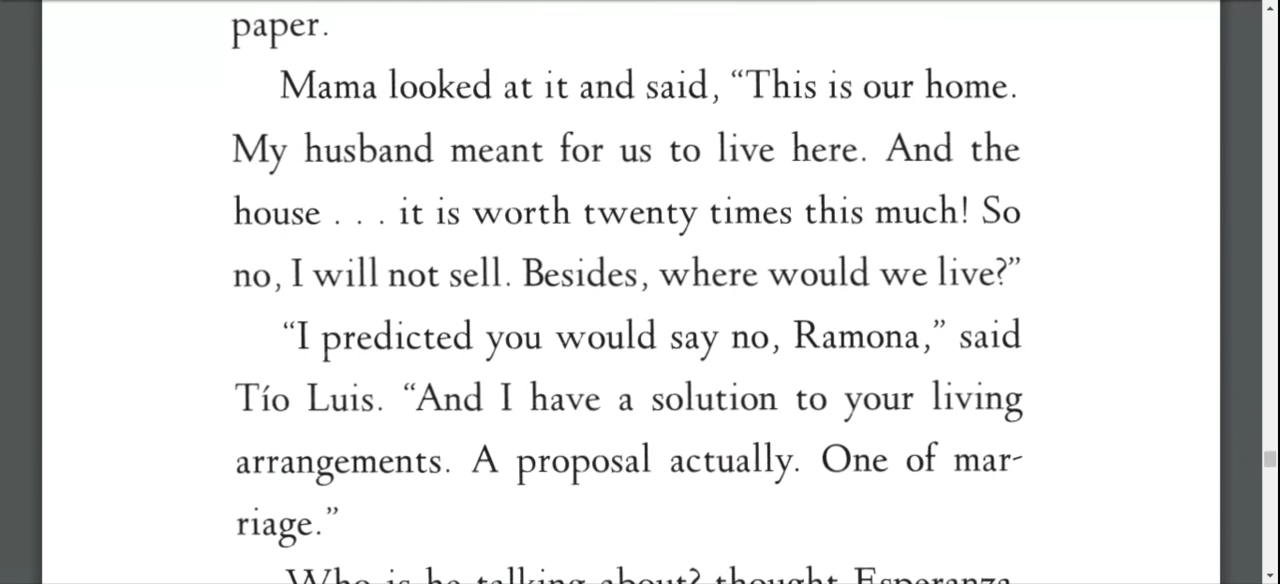 paper.
Mama looked at it and said, “This is our home.
My husband meant for us to live here. And the
house . . . it is worth twenty times this much! So
no, I will not sell. Besides, where would we live?”
“I predicted you would say no, Ramona,” said
Tío Luis. “And I have a solution to your living
arrangements. A proposal actually. One of mar-
riage.”
Who is he talking about? thought Esperanza